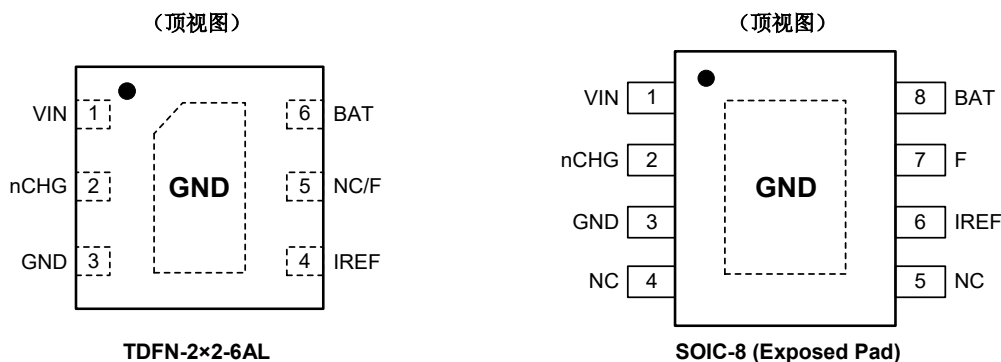 （顶视图）
VIN 1 6 BAT
nCHG 2 GND 5 NC/F
GND 3 4 IREF
TDFN-2×2-6AL
（顶视图）
VIN 1 8 BAT
nCHG 2 7 F
GND
GND 3 6 IREF
NC 4 5 NC
SOIC-8 (Exposed Pad)